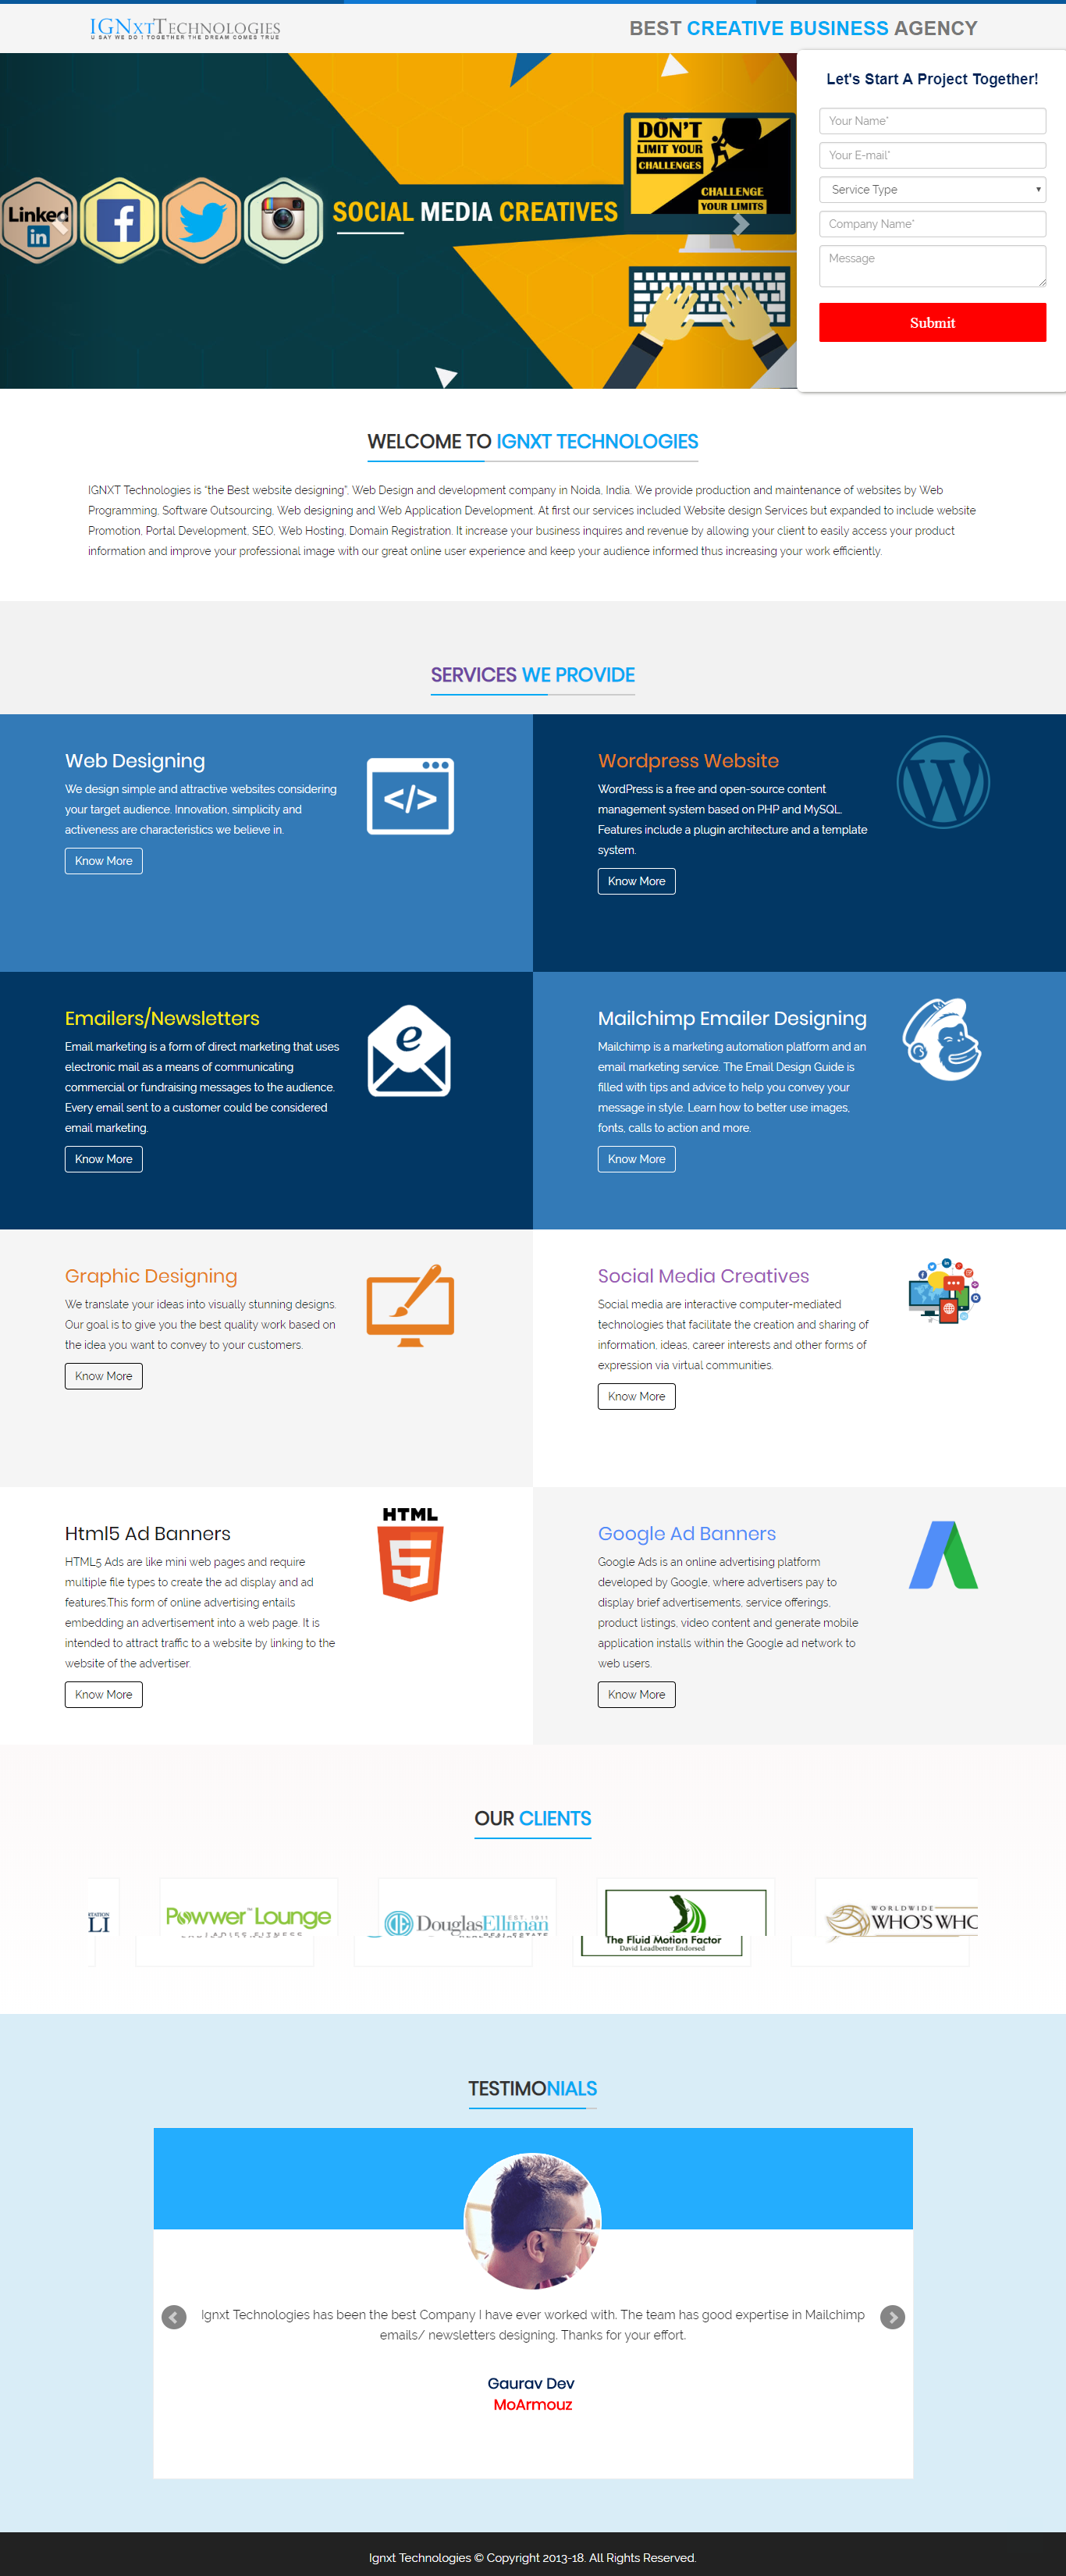 IGNXTTECHNOLOGIES
U SAY WE DO ! TOGETHER THE DREAM COMES TRUE
BEST CREATIVE BUSINESS AGENCY
Linked
in
SOCIAL MEDIA CREATIVES
DON'T
LIMIT YOUR
CHALLENGES
CHALLENGE
YOUR LIMITS
Let's Start A Project Together!
Your Name*
Your E-mail*
Service Type
Company Name*
Message
Submit
WELCOME TO IGNXT TECHNOLOGIES
IGNXT Technologies is “the Best website designing”, Web Design and development company in Noida, India. We provide production and maintenance of websites by Web
Programming, Software Outsourcing, Web designing and Web Application Development. At first our services included Website design Services but expanded to include website
Promotion, Portal Development, SEO, Web Hosting, Domain Registration. It increase your business inquires and revenue by allowing your client to easily access your product
information and improve your professional image with our great online user experience and keep your audience informed thus increasing your work efficiently.
SERVICES WE PROVIDE
Web Designing
We design simple and attractive websites considering
your target audience. Innovation, simplicity and
activeness are characteristics we believe in.
Know More
Wordpress Website
WordPress is a free and open-source content
management system based on PHP and MySQL.
Features include a plugin architecture and a template
system.
Know More
Emailers/Newsletters
Email marketing is a form of direct marketing that uses
electronic mail as a means of communicating
commercial or fundraising messages to the audience.
Every email sent to a customer could be considered
email marketing.
Know More
Mailchimp Emailer Designing
Mailchimp is a marketing automation platform and an
email marketing service. The Email Design Guide is
filled with tips and advice to help you convey your
message in style. Learn how to better use images,
fonts, calls to action and more.
Know More
Graphic Designing
We translate your ideas into visually stunning designs.
Our goal is to give you the best quality work based on
the idea you want to convey to your customers.
Know More
Social Media Creatives
Social media are interactive computer-mediated
technologies that facilitate the creation and sharing of
information, ideas, career interests and other forms of
expression via virtual communities.
Know More
HTML
5
Html5 Ad Banners
HTML5 Ads are like mini web pages and require
multiple file types to create the ad display and ad
features.This form of online advertising entails
embedding an advertisement into a web page. It is
intended to attract traffic to a website by linking to the
website of the advertiser.
Know More
Google Ad Banners
Google Ads is an online advertising platform
developed by Google, where advertisers pay to
display brief advertisements, service offerings,
product listings, video content and generate mobile
application installs within the Google ad network to
web users.
Know More
OUR CLIENTS
Powwer Lounge™
LADIES FITNESS
EST. 1911
DouglasElliman
REAL ESTATE
The Fluid Motion Factor
David Leadbetter Endorsed
WORLDWIDE
WHO'S WHO
TESTIMONIALS
Ignxt Technologies has been the best Company I have ever worked with. The team has good expertise in Mailchimp
emails/ newsletters designing. Thanks for your effort.
Gaurav Dev
MoArmouz
Ignxt Technologies © Copyright 2013-18. All Rights Reserved.